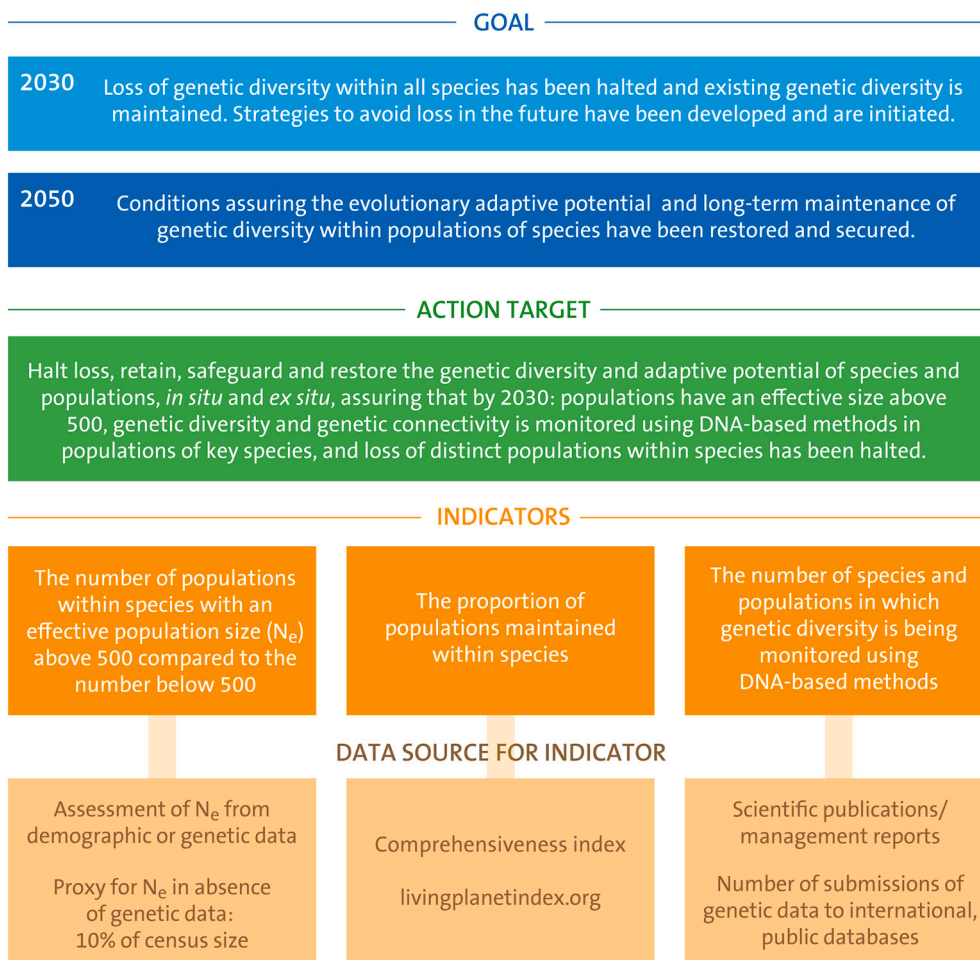 GOAL
2030
Loss of genetic diversity within all species has been halted and existing genetic diversity is
maintained. Strategies to avoid loss in the future have been developed and are initiated.
2050
Conditions assuring the evolutionary adaptive potential and long-term maintenance of
genetic diversity within populations of species have been restored and secured.
ACTION TARGET
Halt loss, retain, safeguard and restore the genetic diversity and adaptive potential of species and
populations, in situ and ex situ, assuring that by 2030: populations have an effective size above
500, genetic diversity and genetic connectivity is monitored using DNA-based methods in
populations of key species, and loss of distinct populations within species has been halted.
INDICATORS
The number of populations
within species with an
effective population size (Ne)
above 500 compared to the
number below 500
The proportion of
populations maintained
within species
The number of species and
populations in which
genetic diversity is being
monitored using
DNA-based methods
DATA SOURCE FOR INDICATOR
Assessment of Ne from
demographic or genetic data
Proxy for Ne in absence
of genetic data:
10% of census size
Comprehensiveness index
livingplanetindex.org
Scientific publications/
management reports
Number of submissions of
genetic data to international,
public databases